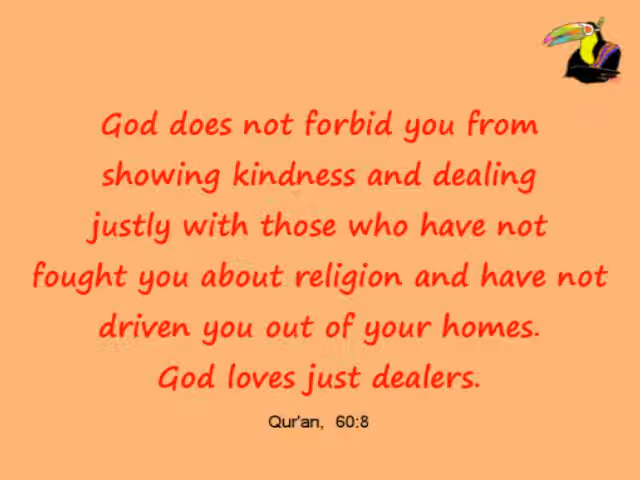 God does not forbid you from
showing kindness and dealing
justly with those who have not
fought you about religion and have not
driven you out of your homes.
God loves just dealers.
Qur'an,  60:8